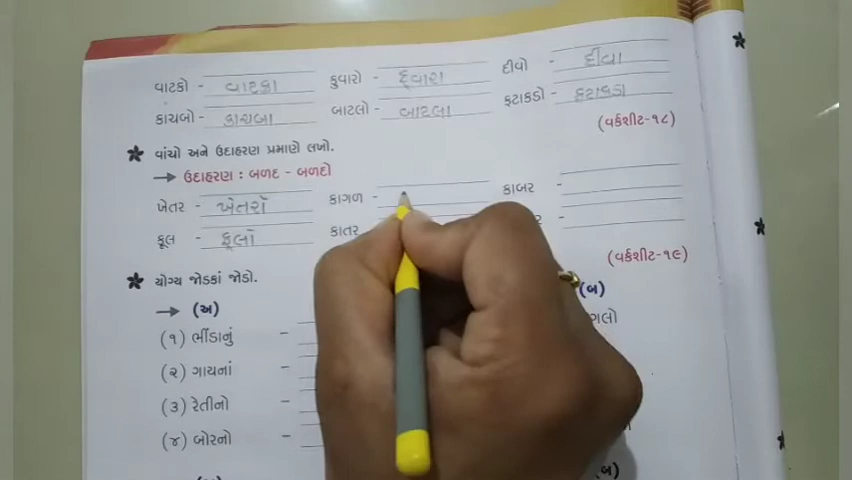 વાટકો - વાટકા કુવારો - કુવારા દીવો - દીવા
કાચબો - કાચબા બાટલો - બાટલા ફટાકડો - ફટાકડા
(વર્કશીટ-૧૮)
* વાંચો અને ઉદાહરણ પ્રમાણે લખો.
→ ઉદાહરણ : બળદ - બળદો
ખેતર - ખેતરો કાગળ - કાબર -
ફૂલ - ફૂલો કાતર -
(વર્કશીટ-૧૯)
* યોગ્ય જોડકાં જોડો.
→ (અ) (બ)
(૧) ભીંડાનું -
(૨) ગાયનાં -
(૩) રેતીનો -
(૪) બોરનો -